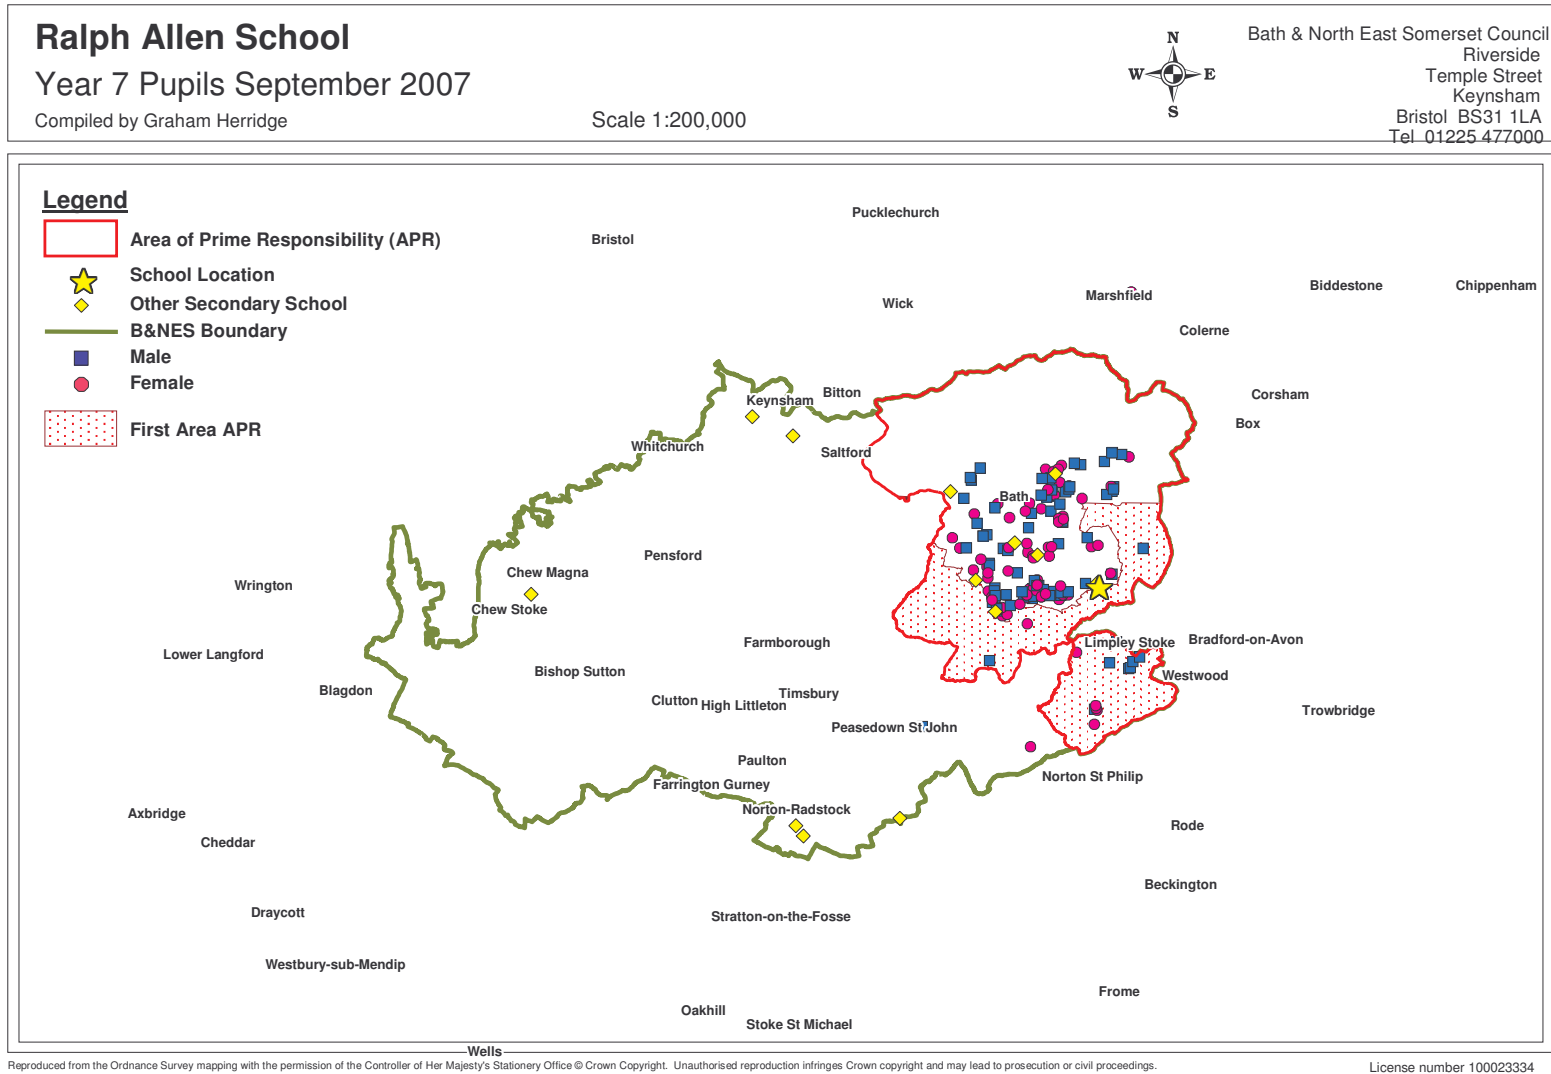 Ralph Allen School
Year 7 Pupils September 2007
Compiled by Graham Herridge
Scale 1:200,000
N
W E
S
Bath & North East Somerset Council
Riverside
Temple Street
Keynsham
Bristol BS31 1LA
Tel 01225 477000
Legend
Area of Prime Responsibility (APR)
School Location
Other Secondary School
B&NES Boundary
Male
Female
First Area APR
Pucklechurch
Bristol
Biddestone
Chippenham
Marshfield
Wick
Colerne
Bitton
Corsham
Keynsham
Box
Whitchurch
Saltford
Bath
Pensford
Chew Magna
Wrington
Chew Stoke
Farmborough
Limpley Stoke
Bradford-on-Avon
Lower Langford
Bishop Sutton
Westwood
Blagdon
Timsbury
Clutton
High Littleton
Trowbridge
Peasedown St John
Paulton
Norton St Philip
Farrington Gurney
Norton-Radstock
Axbridge
Rode
Cheddar
Beckington
Draycott
Stratton-on-the-Fosse
Westbury-sub-Mendip
Frome
Oakhill
Stoke St Michael
Wells
Reproduced from the Ordnance Survey mapping with the permission of the Controller of Her Majesty's Stationery Office © Crown Copyright. Unauthorised reproduction infringes Crown copyright and may lead to prosecution or civil proceedings.
License number 100023334